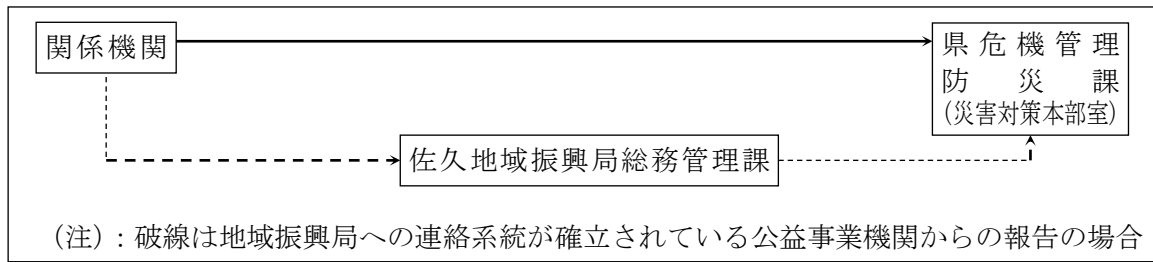 関係機関
県危機管理
防災課
(災害対策本部室)
佐久地域振興局総務管理課
(注):破線は地域振興局への連絡系統が確立されている公益事業機関からの報告の場合